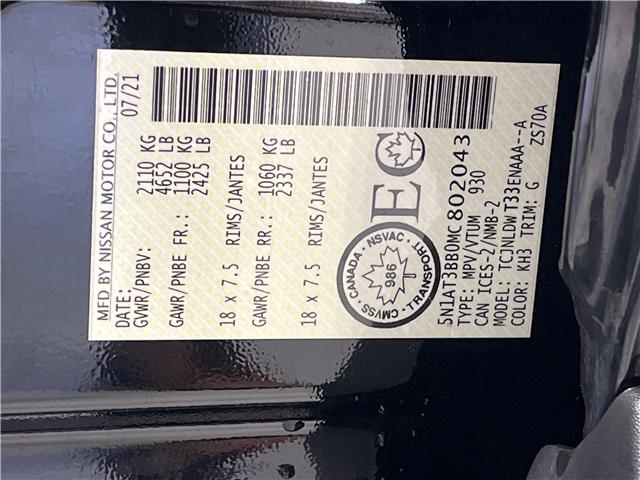 MFD BY NISSAN MOTOR CO., LTD.
DATE: 07/21
GVWR/PNBV: 2110 KG
4652 LB
GAWR/PNBE FR.: 1100 KG
2425 LB
18 x 7.5 RIMS/JANTES
GAWR/PNBE RR.: 1060 KG
2337 LB
18 x 7.5 RIMS/JANTES
CANADA · NSVAC · TRANSPORT · CMVSS ·
986
EC
5N1AT3BB0MC802043
TYPE: MPV/VTUM 930
CAN ICES-2/NMB-2
MODEL: TCJNLDWT33ENAAA--A
COLOR: KH3 TRIM: G ZS70A